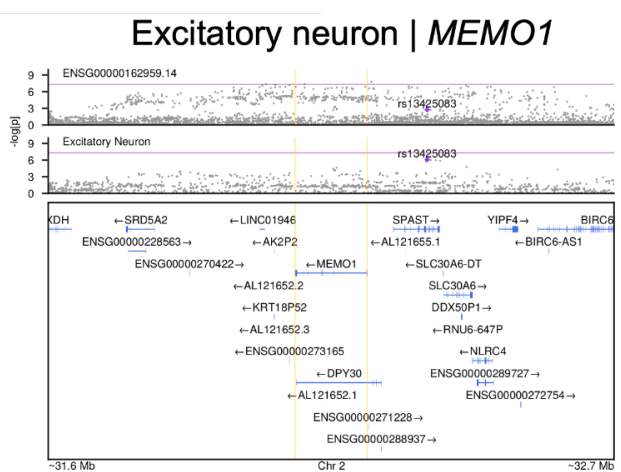 Excitatory neuron | MEMO1
ENSG00000162959.14
9
6
3
0
rs13425083
-log[p]
Excitatory Neuron
9
6
3
0
rs13425083
XDH ←SRD5A2 ←LINC01946 SPAST→ YIPF4→ BIRC6
ENSG00000228563→ ←AK2P2 ←AL121655.1 ←BIRC6-AS1
ENSG00000270422→ ←MEMO1 ←SLC30A6-DT
←AL121652.2 SLC30A6→
←KRT18P52 DDX50P1→
←AL121652.3 ←RNU6-647P
←ENSG00000273165 ←NLRC4
←DPY30 ENSG00000289727→
←AL121652.1 ENSG00000272754→
ENSG00000271228→
ENSG00000288937→
~31.6 Mb Chr 2 ~32.7 Mb